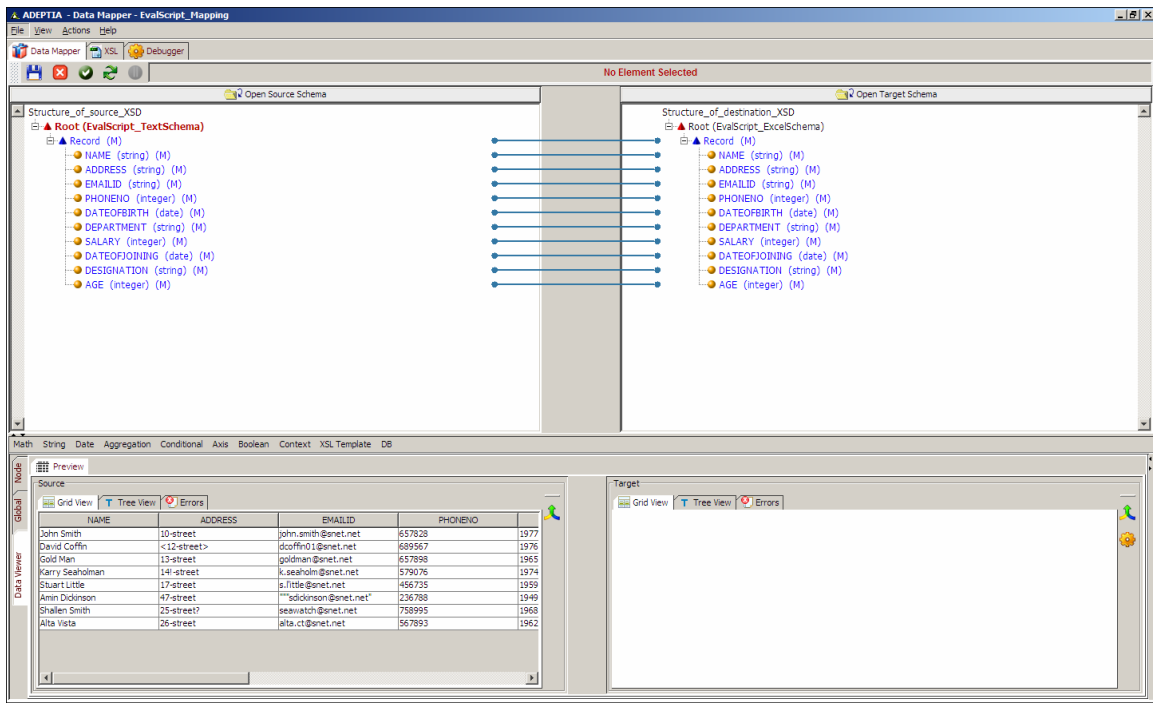 ADEPTIA - Data Mapper - EvalScript_Mapping
File View Actions Help
Data Mapper XSL Debugger
No Element Selected
Open Source Schema Open Target Schema
Structure_of_source_XSD
Root (EvalScript_TextSchema)
Record (M)
NAME (string) (M)
ADDRESS (string) (M)
EMAILID (string) (M)
PHONENO (integer) (M)
DATEOFBIRTH (date) (M)
DEPARTMENT (string) (M)
SALARY (integer) (M)
DATEOFJOINING (date) (M)
DESIGNATION (string) (M)
AGE (integer) (M)
Structure_of_destination_XSD
Root (EvalScript_ExcelSchema)
Record (M)
NAME (string) (M)
ADDRESS (string) (M)
EMAILID (string) (M)
PHONENO (integer) (M)
DATEOFBIRTH (date) (M)
DEPARTMENT (string) (M)
SALARY (integer) (M)
DATEOFJOINING (date) (M)
DESIGNATION (string) (M)
AGE (integer) (M)
Math String Date Aggregation Conditional Axis Boolean Context XSL Template DB
Node
Global
Data Viewer
Preview
Source
Grid View Tree View Errors
NAME ADDRESS EMAILID PHONENO
John Smith 10-street john.smith@snet.net 657828 1977
David Coffin <12-street> dcoffin01@snet.net 689567 1976
Gold Man 13-street goldman@snet.net 657898 1965
Karry Seaholman 14!-street k.seaholm@snet.net 579076 1974
Stuart Little 17-street s.little@snet.net 456735 1959
Amin Dickinson 47-street """sdickinson@snet.net" 236788 1949
Shallen Smith 25-street? seawatch@snet.net 758995 1968
Alta Vista 26-street alta.ct@snet.net 567893 1962
Target
Grid View Tree View Errors